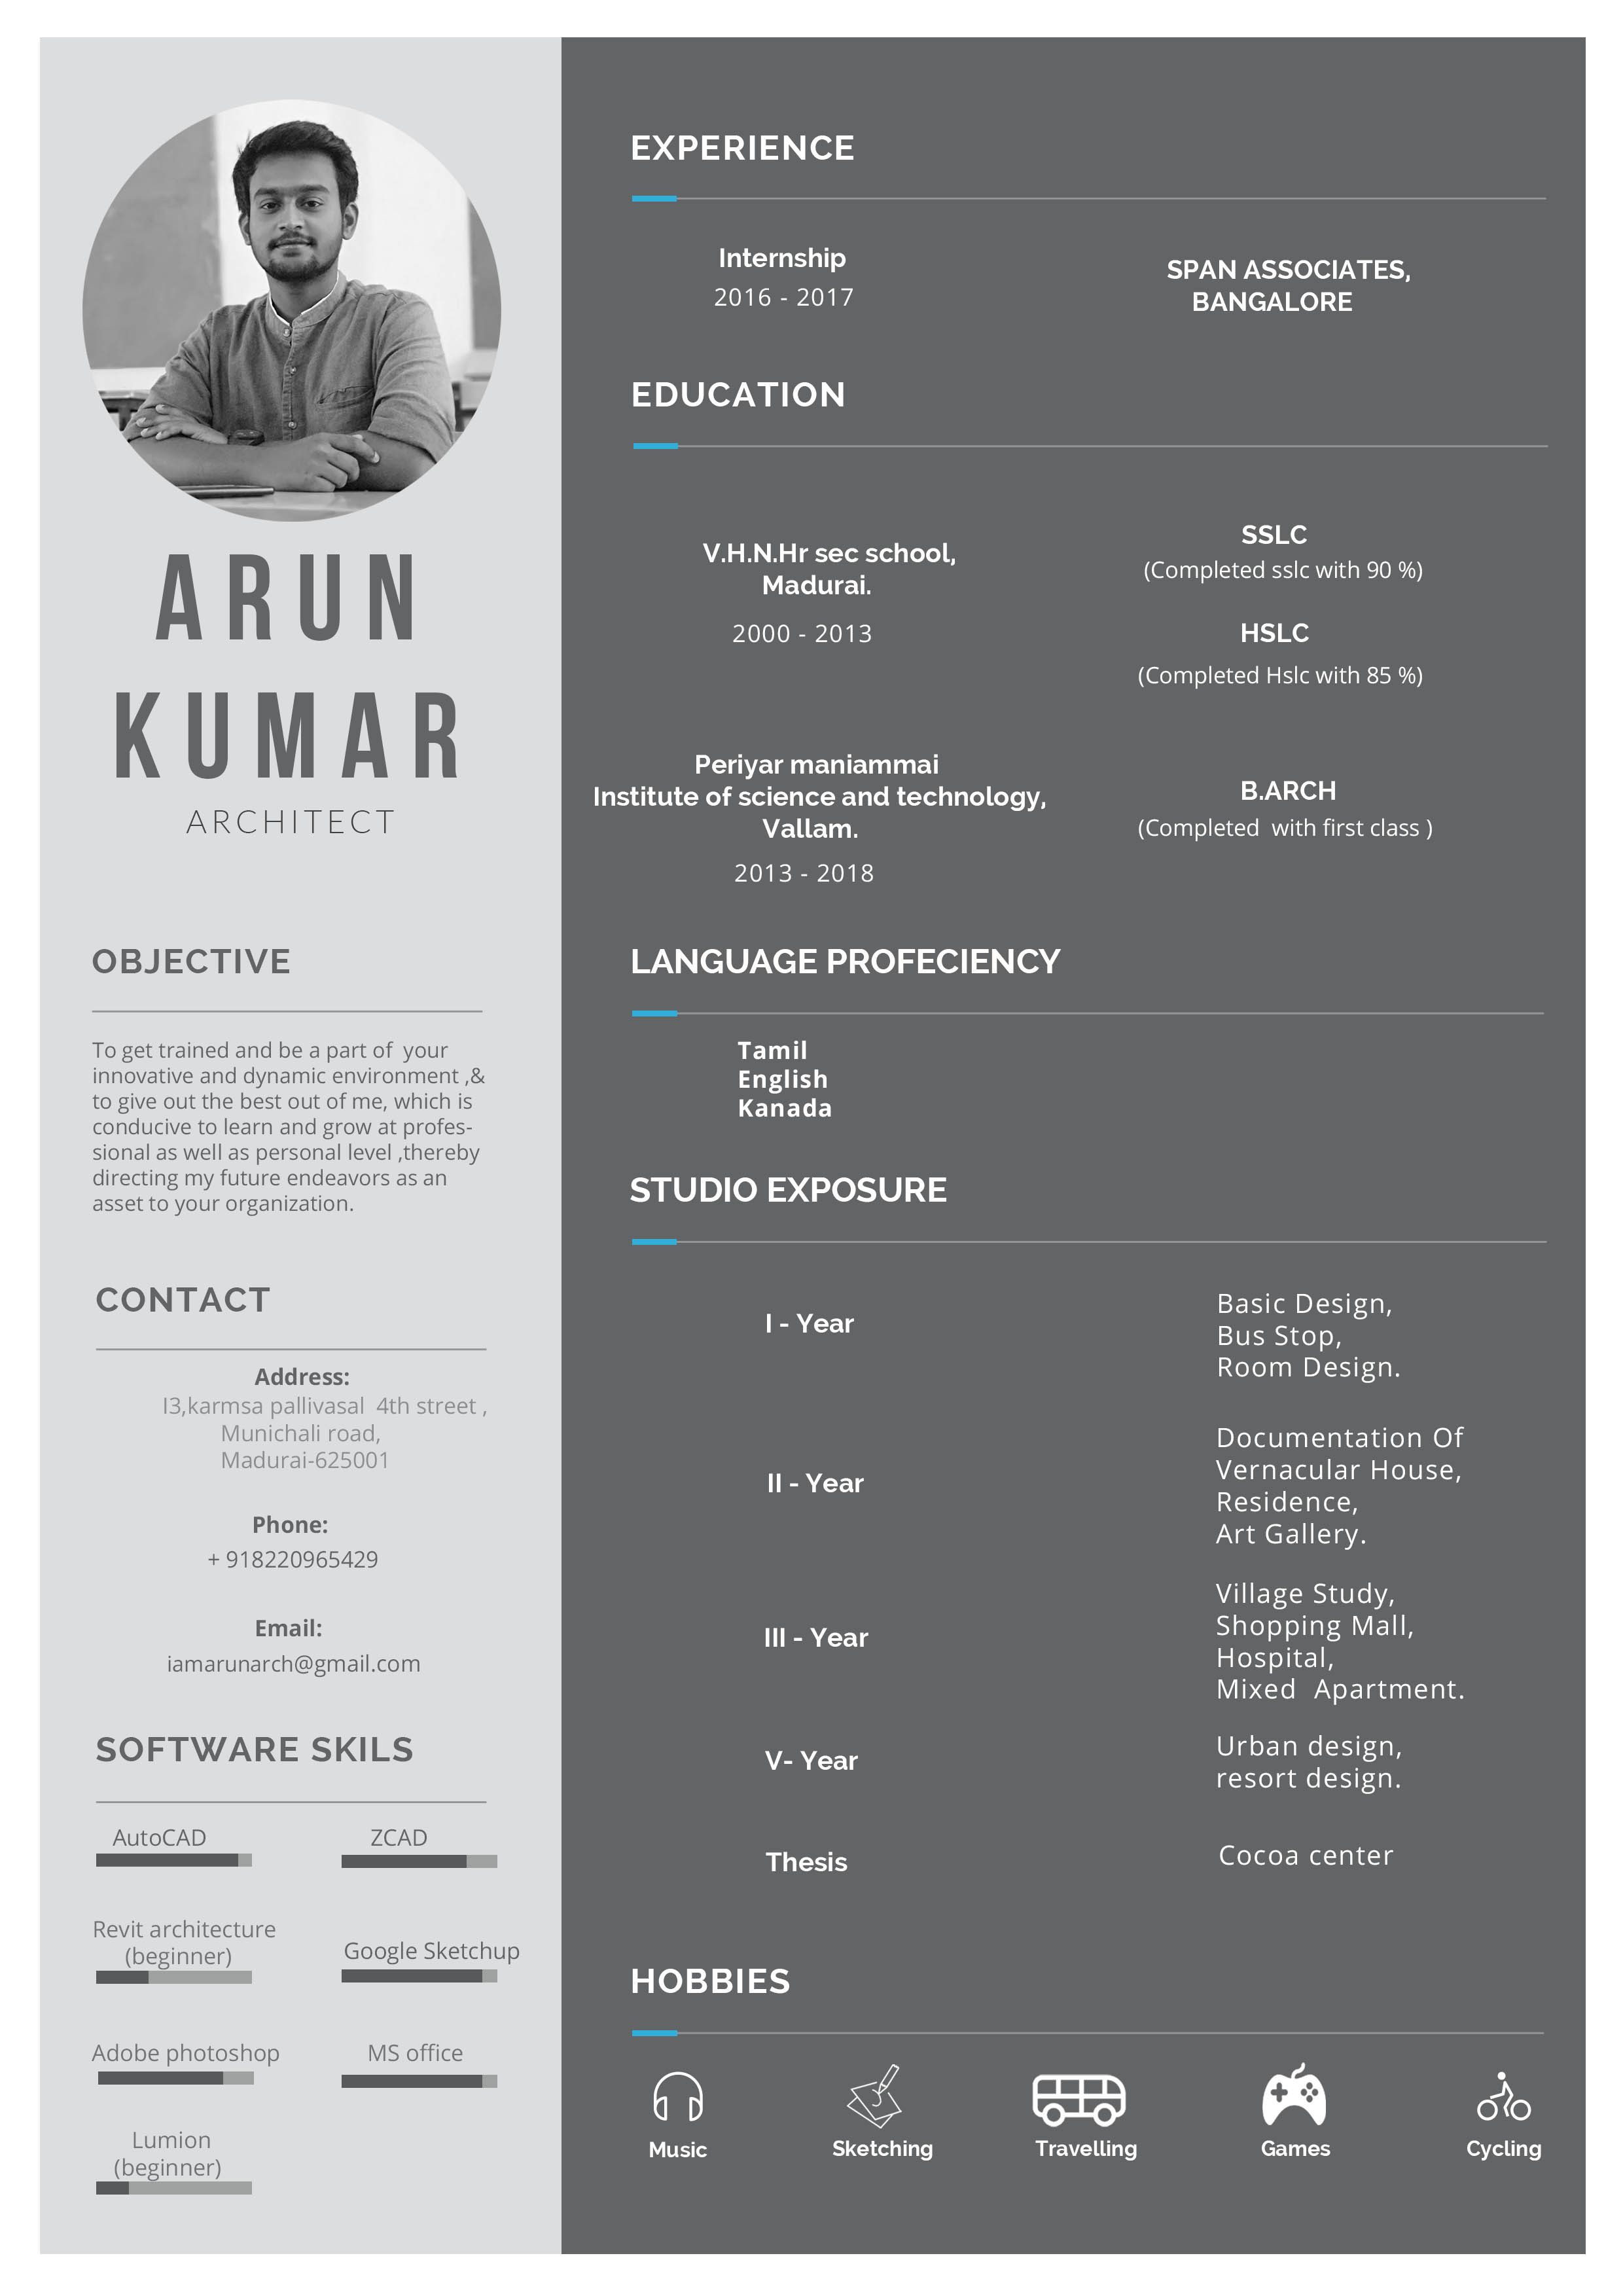 ARUN
KUMAR
ARCHITECT
OBJECTIVE
To get trained and be a part of  your
innovative and dynamic environment ,&
to give out the best out of me, which is
conducive to learn and grow at profes-
sional as well as personal level ,thereby
directing my future endeavors as an
asset to your organization.
CONTACT
Address:
I3,karmsa pallivasal  4th street ,
Munichali road,
Madurai-625001
Phone:
+ 918220965429
Email:
iamarunarch@gmail.com
SOFTWARE SKILS
AutoCAD
ZCAD
Revit architecture
(beginner)
Google Sketchup
Adobe photoshop
MS office
Lumion
(beginner)
EXPERIENCE
Internship
2016 - 2017
SPAN ASSOCIATES,
BANGALORE
EDUCATION
V.H.N.Hr sec school,
Madurai.
2000 - 2013
SSLC
(Completed sslc with 90 %)
HSLC
(Completed Hslc with 85 %)
Periyar maniammai
Institute of science and technology,
Vallam.
2013 - 2018
B.ARCH
(Completed  with first class )
LANGUAGE PROFECIENCY
Tamil
English
Kanada
STUDIO EXPOSURE
I - Year
Basic Design,
Bus Stop,
Room Design.
II - Year
Documentation Of
Vernacular House,
Residence,
Art Gallery.
III - Year
Village Study,
Shopping Mall,
Hospital,
Mixed  Apartment.
V- Year
Urban design,
resort design.
Thesis
Cocoa center
HOBBIES
Music
Sketching
Travelling
Games
Cycling